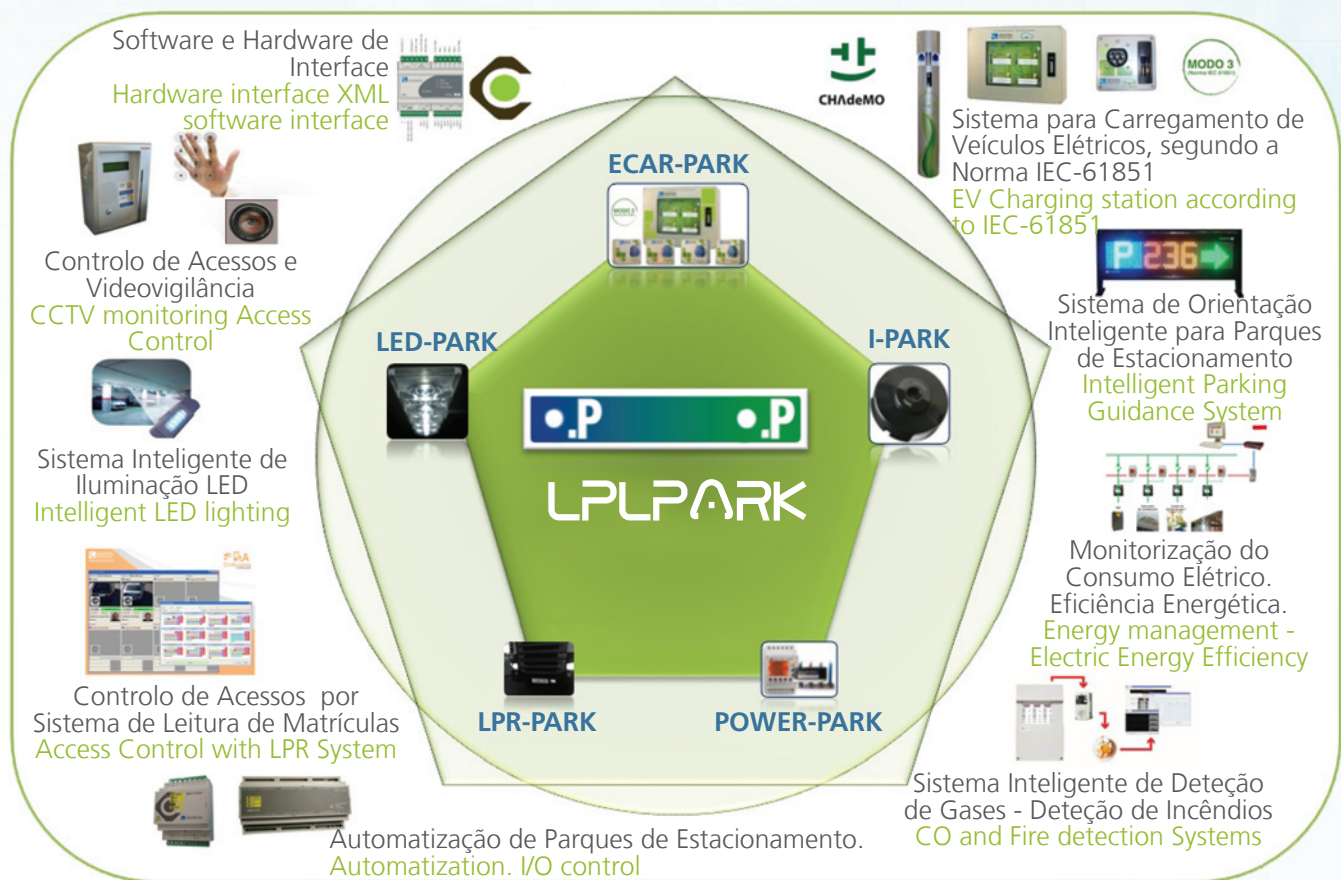 Software e Hardware de
Interface
Hardware interface XML
software interface
CHAdeMO
MODO 3
(Norma IEC 61851)
Sistema para Carregamento de
Veículos Elétricos, segundo a
Norma IEC-61851
EV Charging station according
to IEC-61851
ECAR-PARK
MODO 3
Controlo de Acessos e
Videovigilância
CCTV monitoring Access
Control
P 236
Sistema de Orientação
Inteligente para Parques
de Estacionamento
Intelligent Parking
Guidance System
LED-PARK
I-PARK
.P .P
LPLPARK
Sistema Inteligente de
Iluminação LED
Intelligent LED lighting
Monitorização do
Consumo Elétrico.
Eficiência Energética.
Energy management -
Electric Energy Efficiency
Controlo de Acessos por
Sistema de Leitura de Matrículas
Access Control with LPR System
LPR-PARK
POWER-PARK
Sistema Inteligente de Deteção
de Gases - Deteção de Incêndios
CO and Fire detection Systems
Automatização de Parques de Estacionamento.
Automatization. I/O control